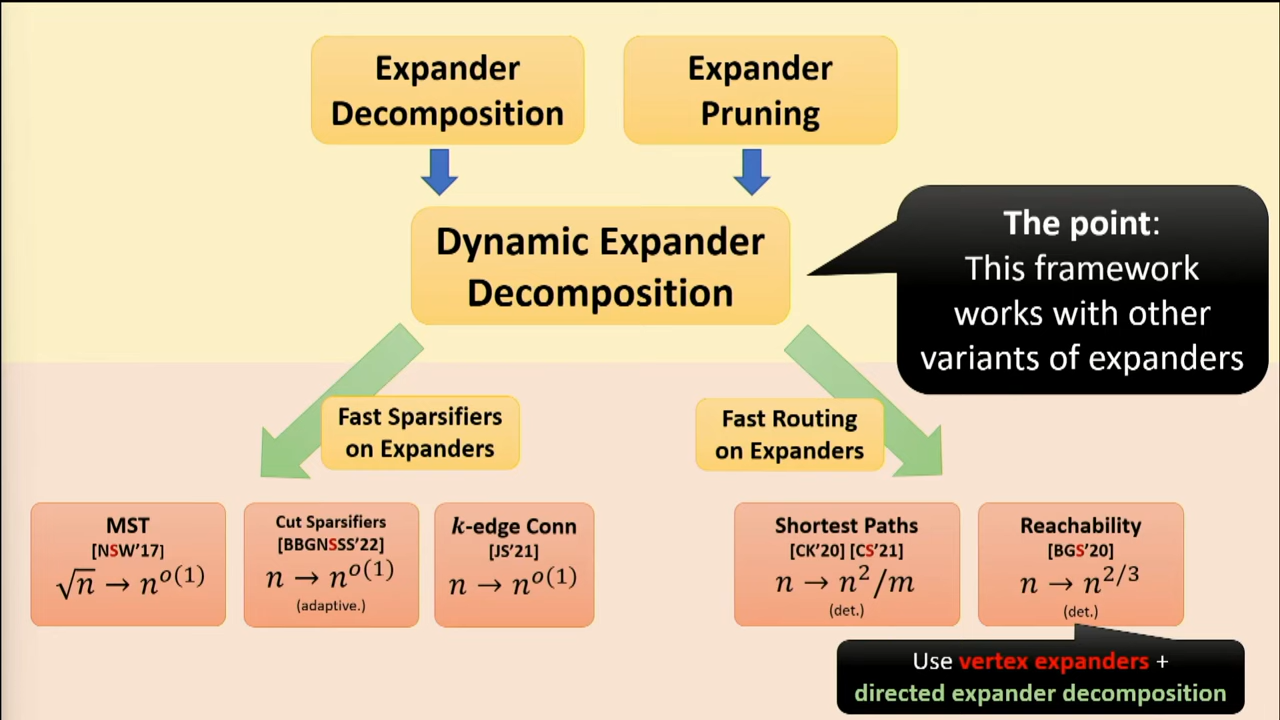 Expander
Decomposition
Expander
Pruning
Dynamic Expander
Decomposition
The point:
This framework
works with other
variants of expanders
Fast Sparsifiers
on Expanders
Fast Routing
on Expanders
MST
[NSW'17]
√n → n^{o(1)}
Cut Sparsifiers
[BBGNSSS'22]
n → n^{o(1)}
(adaptive.)
k-edge Conn
[JS'21]
n → n^{o(1)}
Shortest Paths
[CK'20] [CS'21]
n → n²/m
(det.)
Reachability
[BGS'20]
n → n^{2/3}
(det.)
Use vertex expanders +
directed expander decomposition